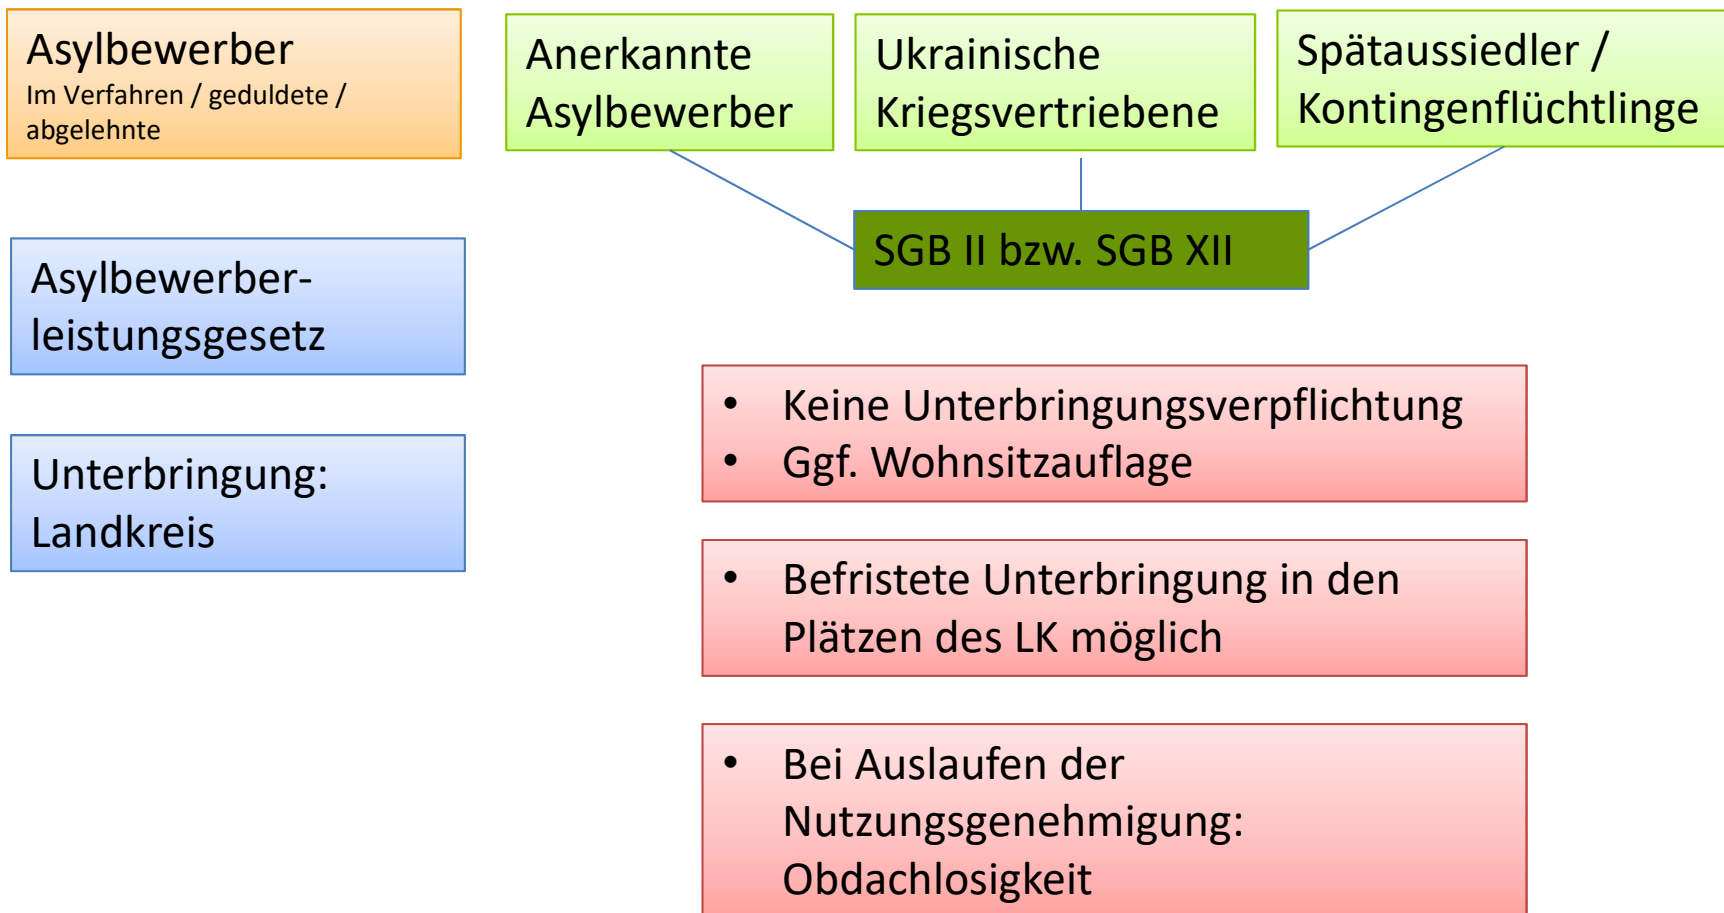 Asylbewerber
Im Verfahren / geduldete /
abgelehnte
Anerkannte
Asylbewerber
Ukrainische
Kriegsvertriebene
Spätaussiedler /
Kontingenflüchtlinge
SGB II bzw. SGB XII
Asylbewerber-
leistungsgesetz
Unterbringung:
Landkreis
• Keine Unterbringungsverpflichtung
• Ggf. Wohnsitzauflage
• Befristete Unterbringung in den
Plätzen des LK möglich
• Bei Auslaufen der
Nutzungsgenehmigung:
Obdachlosigkeit